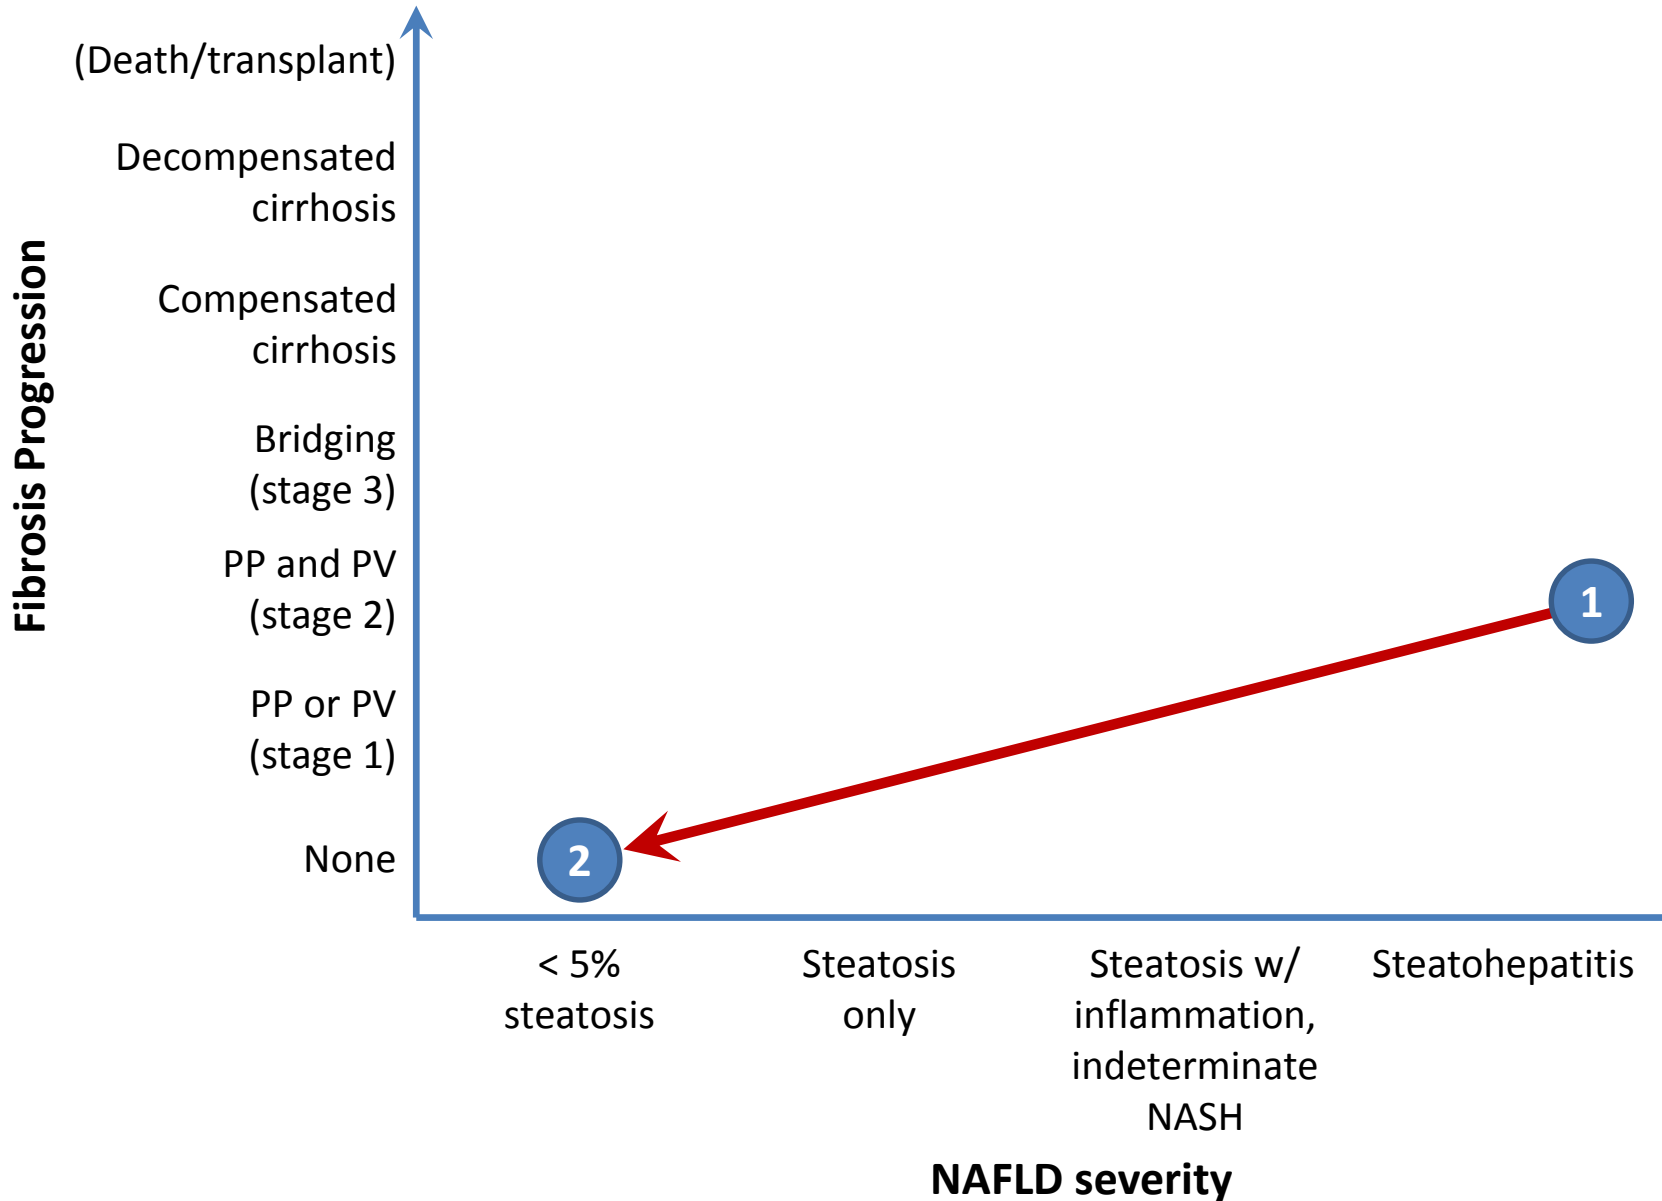 (Death/transplant)
Decompensated
cirrhosis
Compensated
cirrhosis
Bridging
(stage 3)
PP and PV
(stage 2)
PP or PV
(stage 1)
None
Fibrosis Progression
1
2
< 5%
steatosis
Steatosis
only
Steatosis w/
inflammation,
indeterminate
NASH
Steatohepatitis
NAFLD severity